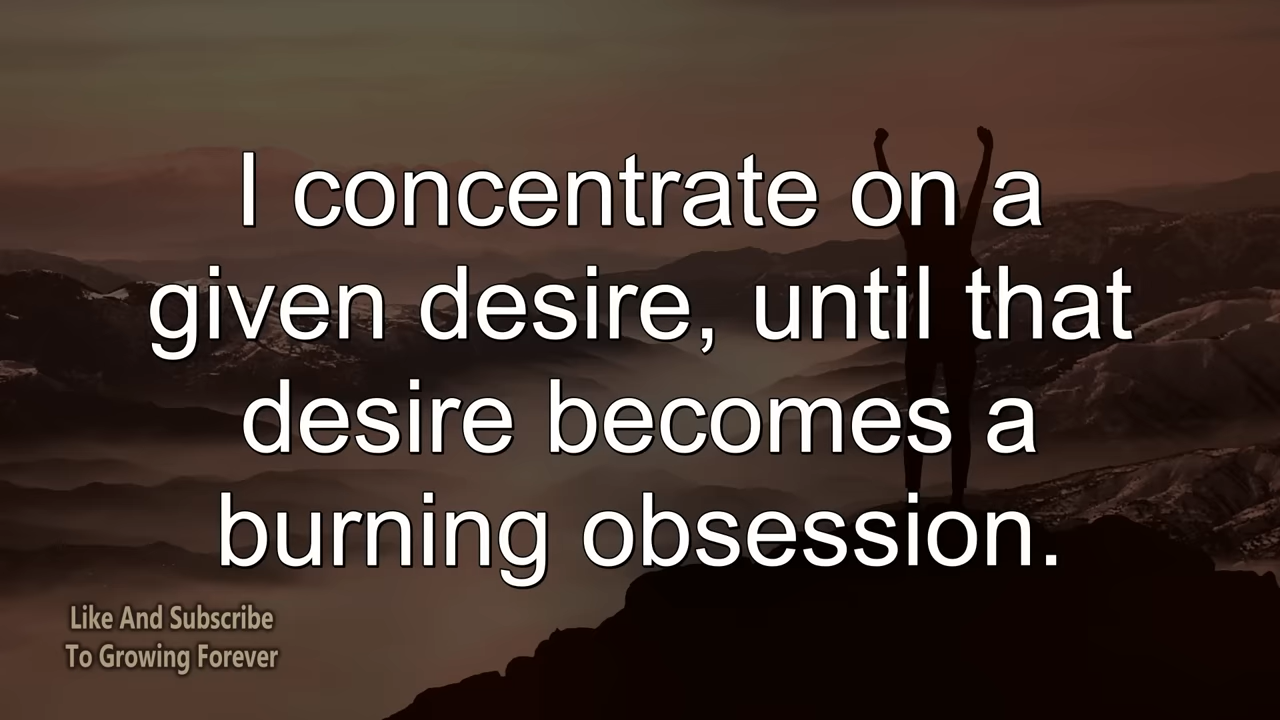 I concentrate on a
given desire, until that
desire becomes a
burning obsession.
Like And Subscribe
To Growing Forever